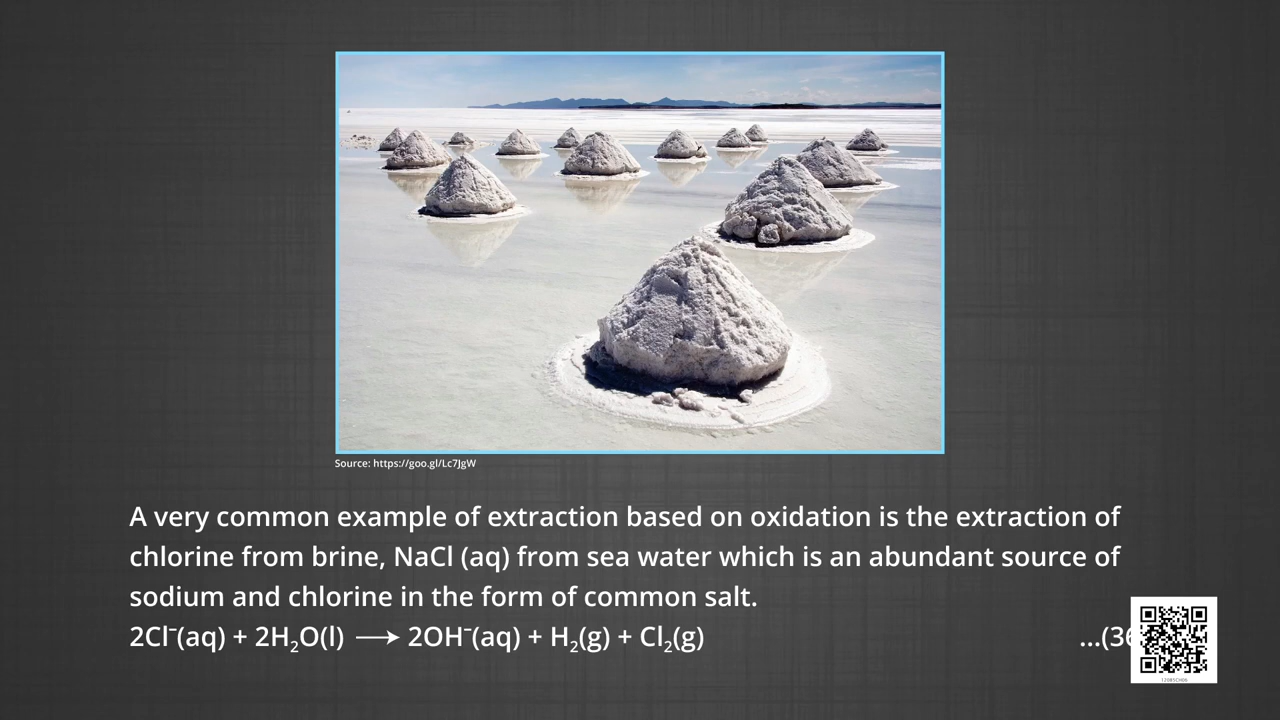 Source: https://goo.gl/Lc7JgW
A very common example of extraction based on oxidation is the extraction of
chlorine from brine, NaCl (aq) from sea water which is an abundant source of
sodium and chlorine in the form of common salt.
2Cl⁻(aq) + 2H₂O(l) ⟶ 2OH⁻(aq) + H₂(g) + Cl₂(g) ...(36